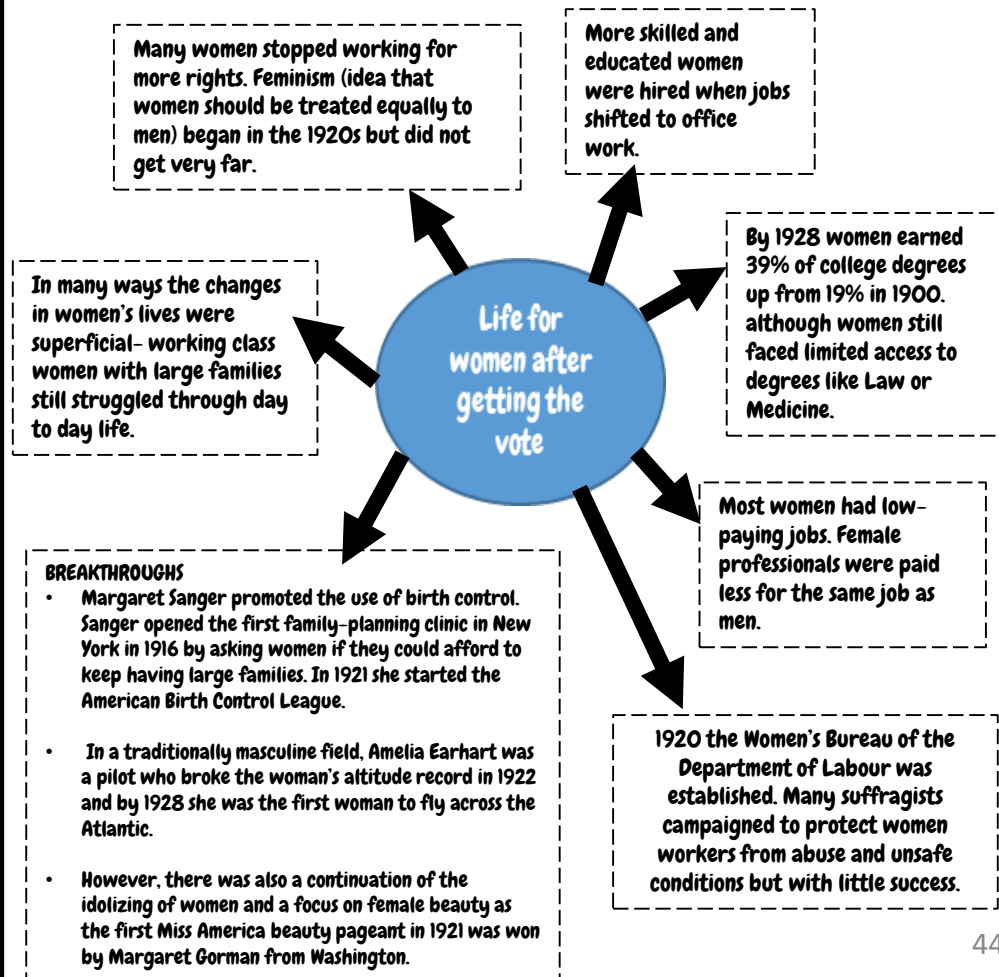 Many women stopped working for
more rights. Feminism (idea that
women should be treated equally to
men) began in the 1920s but did not
get very far.
More skilled and
educated women
were hired when jobs
shifted to office
work.
By 1928 women earned
39% of college degrees
up from 19% in 1900.
although women still
faced limited access to
degrees like Law or
Medicine.
In many ways the changes
in women's lives were
superficial- working class
women with large families
still struggled through day
to day life.
Life for
women after
getting the
vote
Most women had low-
paying jobs. Female
professionals were paid
less for the same job as
men.
BREAKTHROUGHS
• Margaret Sanger promoted the use of birth control.
Sanger opened the first family-planning clinic in New
York in 1916 by asking women if they could afford to
keep having large families. In 1921 she started the
American Birth Control League.
• In a traditionally masculine field, Amelia Earhart was
a pilot who broke the woman's altitude record in 1922
and by 1928 she was the first woman to fly across the
Atlantic.
• However, there was also a continuation of the
idolizing of women and a focus on female beauty as
the first Miss America beauty pageant in 1921 was won
by Margaret Gorman from Washington.
1920 the Women's Bureau of the
Department of Labour was
established. Many suffragists
campaigned to protect women
workers from abuse and unsafe
conditions but with little success.
44